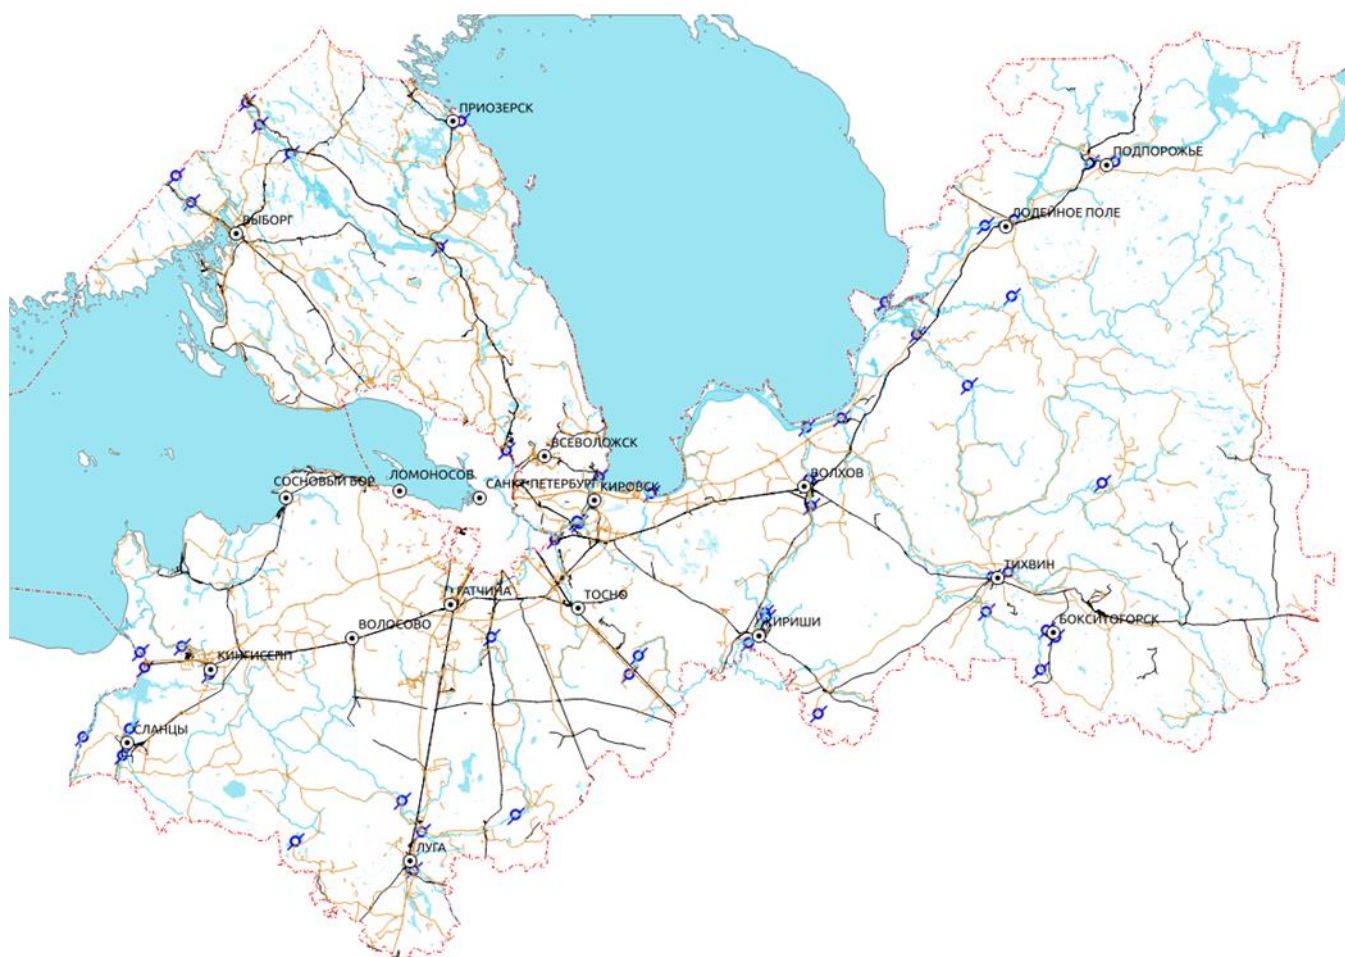 ПРИОЗЕРСК
ПОДПОРОЖЬЕ
ВЫБОРГ
ЛОДЕЙНОЕ ПОЛЕ
ВСЕВОЛОЖСК
ЛОМОНОСОВ
СОСНОВЫЙ БОР
САНКТ-ПЕТЕРБУРГ
КИРОВСК
ВОЛХОВ
ТИХВИН
ГАТЧИНА
ТОСНО
БОКСИТОГОРСК
ВОЛОСОВО
КИРИШИ
КИНГИСЕПП
СЛАНЦЫ
ЛУГА